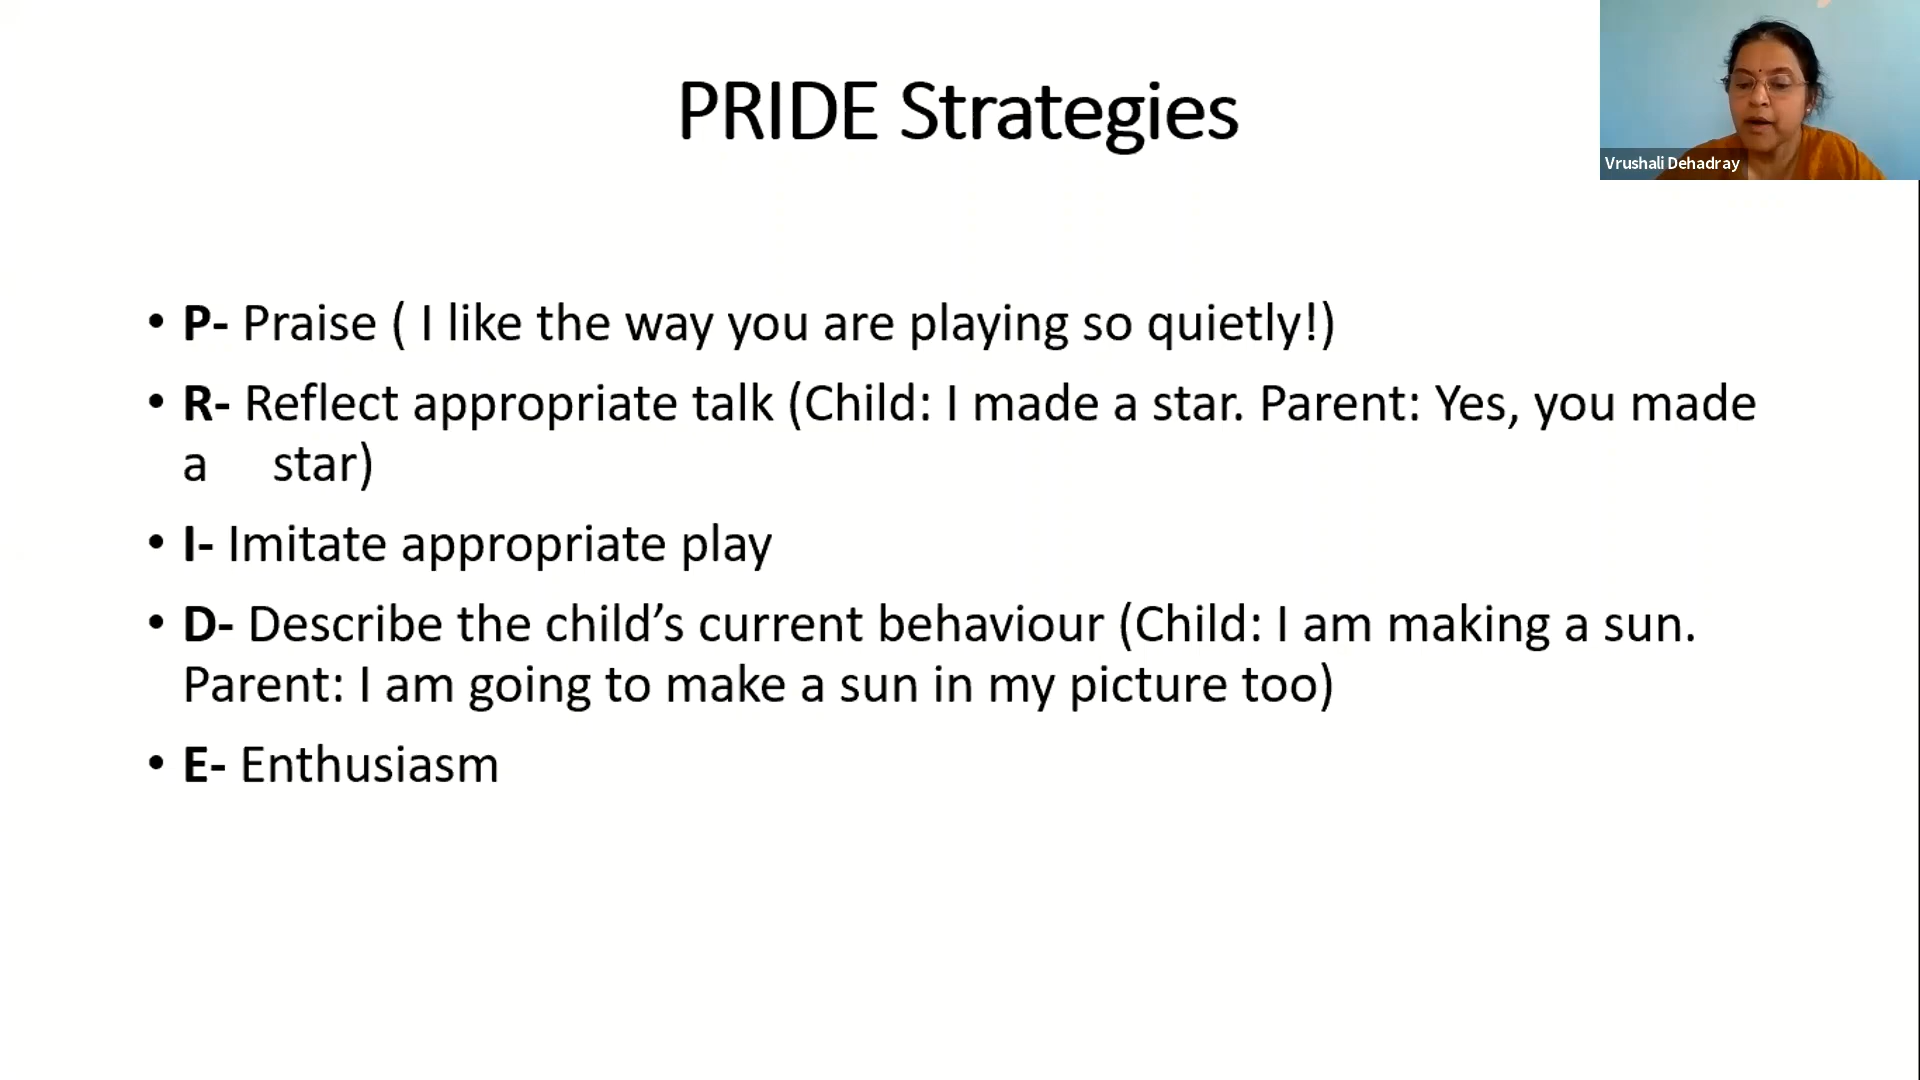 PRIDE Strategies
Vrushali Dehadray
• P- Praise ( I like the way you are playing so quietly!)
• R- Reflect appropriate talk (Child: I made a star. Parent: Yes, you made
a star)
• I- Imitate appropriate play
• D- Describe the child’s current behaviour (Child: I am making a sun.
Parent: I am going to make a sun in my picture too)
• E- Enthusiasm